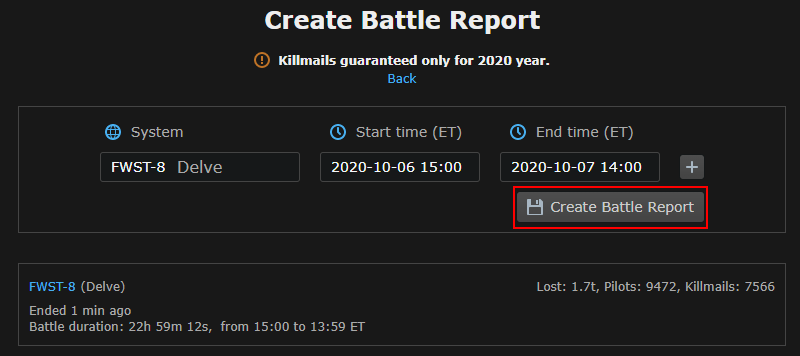 Create Battle Report
Killmails guaranteed only for 2020 year.
Back
System Start time (ET) End time (ET)
FWST-8 Delve 2020-10-06 15:00 2020-10-07 14:00 +
Create Battle Report
FWST-8 (Delve) Lost: 1.7t, Pilots: 9472, Killmails: 7566
Ended 1 min ago
Battle duration: 22h 59m 12s, from 15:00 to 13:59 ET